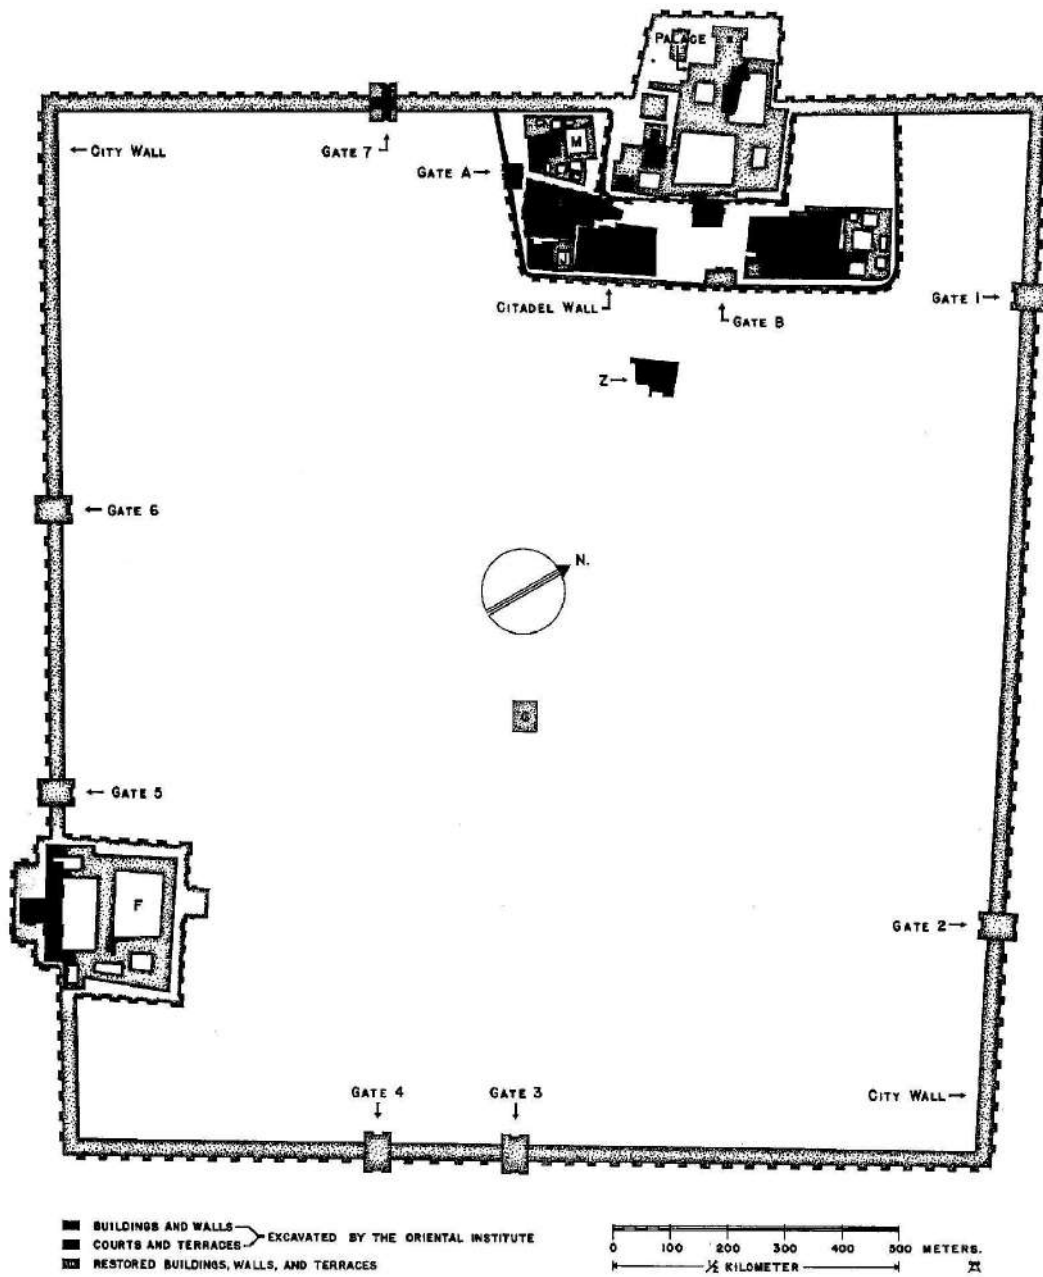 PALACE
M
← CITY WALL
GATE 7
GATE A →
J
CITADEL WALL
GATE B
GATE 1 →
Z →
← GATE 6
N.
G
← GATE 5
F
GATE 2 →
GATE 4
GATE 3
CITY WALL →
BUILDINGS AND WALLS
COURTS AND TERRACES
EXCAVATED BY THE ORIENTAL INSTITUTE
RESTORED BUILDINGS, WALLS, AND TERRACES
0 100 200 300 400 500 METERS.
½ KILOMETER